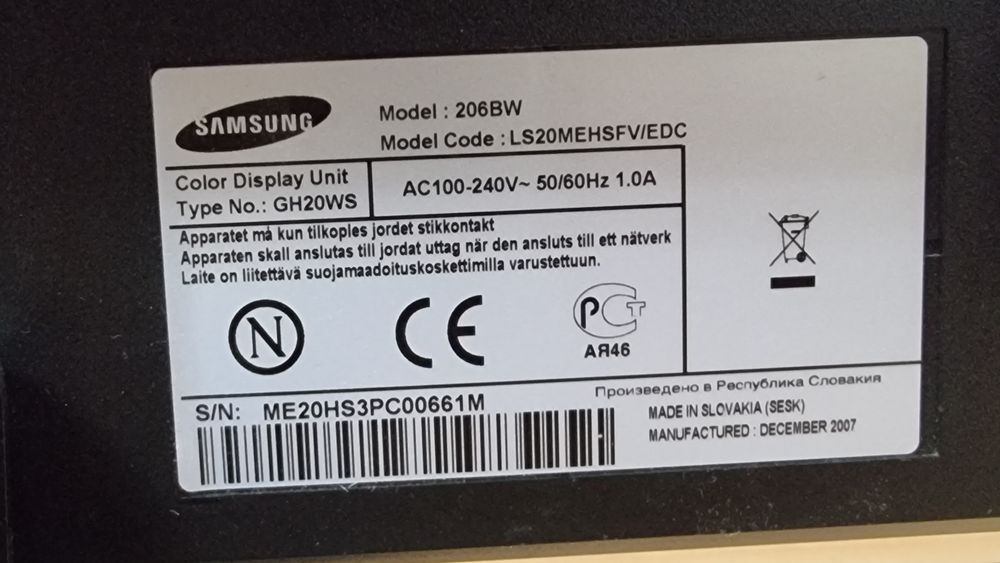 SAMSUNG
Model : 206BW
Model Code : LS20MEHSFV/EDC
Color Display Unit
Type No.: GH20WS
AC100-240V~ 50/60Hz 1.0A
Apparatet må kun tilkoples jordet stikkontakt
Apparaten skall anslutas till jordat uttag när den ansluts till ett nätverk
Laite on liitettävä suojamaadoituskoskettimilla varustettuun.
N
CE
РСТ
АЯ46
S/N: ME20HS3PC00661M
Произведено в Республика Словакия
MADE IN SLOVAKIA (SESK)
MANUFACTURED : DECEMBER 2007